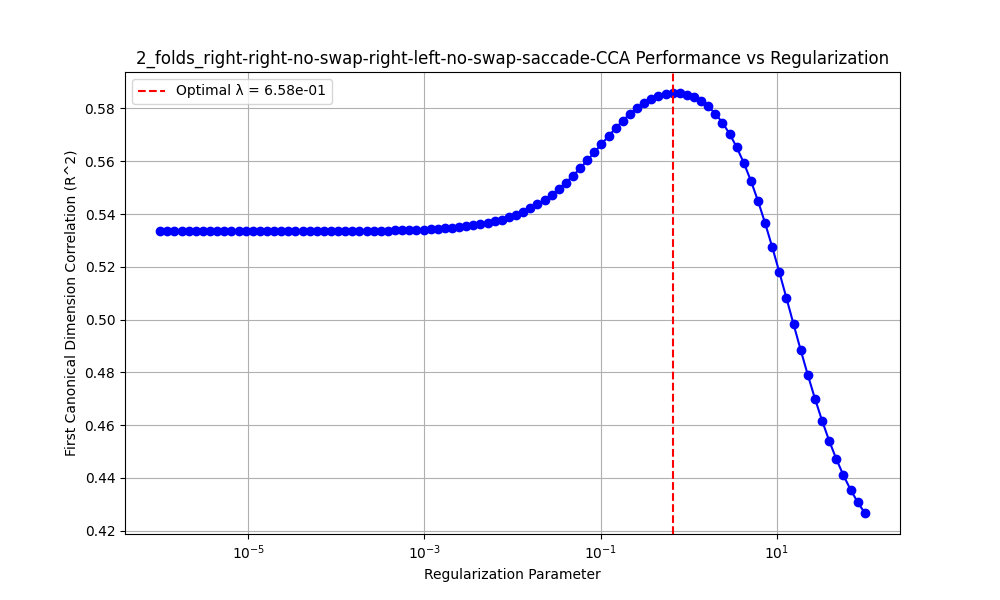 2_folds_right-right-no-swap-right-left-no-swap-saccade-CCA Performance vs Regularization
Optimal λ = 6.58e-01
First Canonical Dimension Correlation (R^2)
0.58
0.56
0.54
0.52
0.50
0.48
0.46
0.44
0.42
10⁻⁵ 10⁻³ 10⁻¹ 10¹
Regularization Parameter